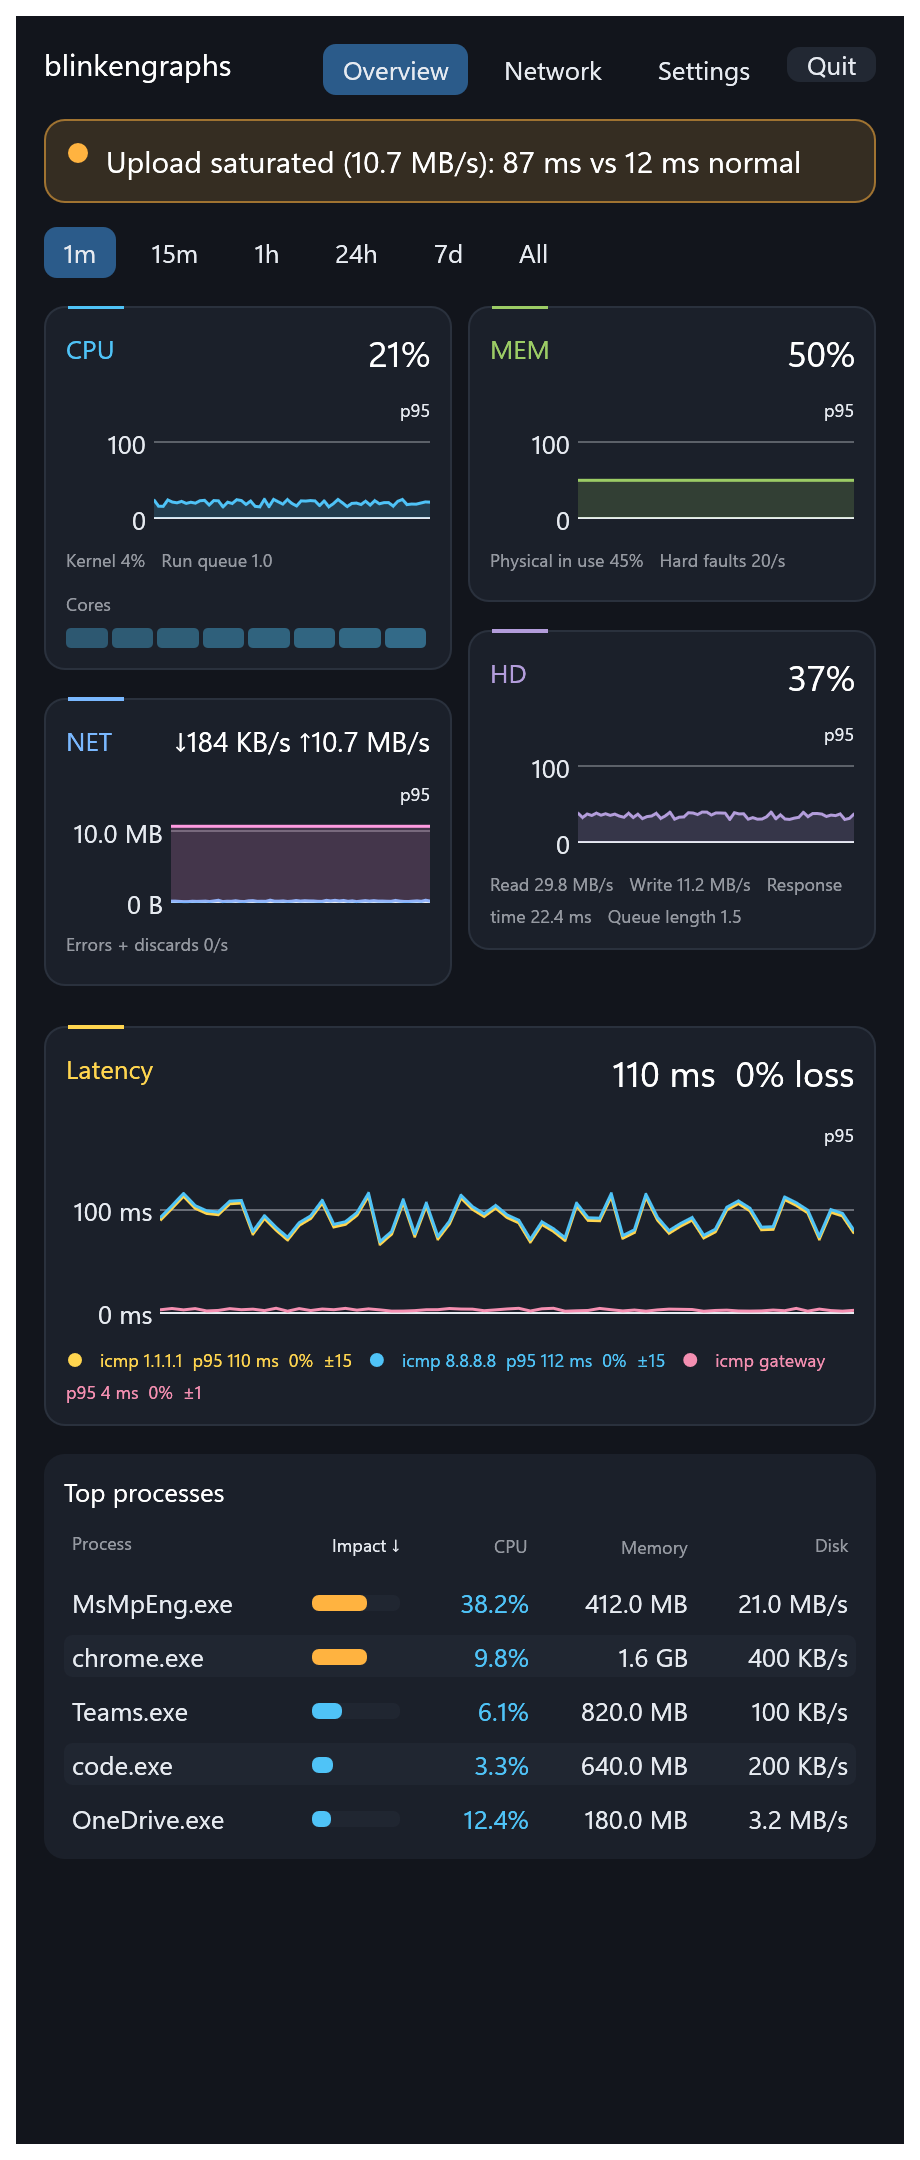 blinkengraphs Overview Network Settings Quit
Upload saturated (10.7 MB/s): 87 ms vs 12 ms normal
1m 15m 1h 24h 7d All
CPU 21%
p95
100
0
Kernel 4% Run queue 1.0
Cores
MEM 50%
p95
100
0
Physical in use 45% Hard faults 20/s
NET ↓184 KB/s ↑10.7 MB/s
p95
10.0 MB
0 B
Errors + discards 0/s
HD 37%
p95
100
0
Read 29.8 MB/s Write 11.2 MB/s Response
time 22.4 ms Queue length 1.5
Latency 110 ms 0% loss
p95
100 ms
0 ms
icmp 1.1.1.1 p95 110 ms 0% ±15 icmp 8.8.8.8 p95 112 ms 0% ±15 icmp gateway
p95 4 ms 0% ±1
Top processes
Process Impact ↓ CPU Memory Disk
MsMpEng.exe 38.2% 412.0 MB 21.0 MB/s
chrome.exe 9.8% 1.6 GB 400 KB/s
Teams.exe 6.1% 820.0 MB 100 KB/s
code.exe 3.3% 640.0 MB 200 KB/s
OneDrive.exe 12.4% 180.0 MB 3.2 MB/s